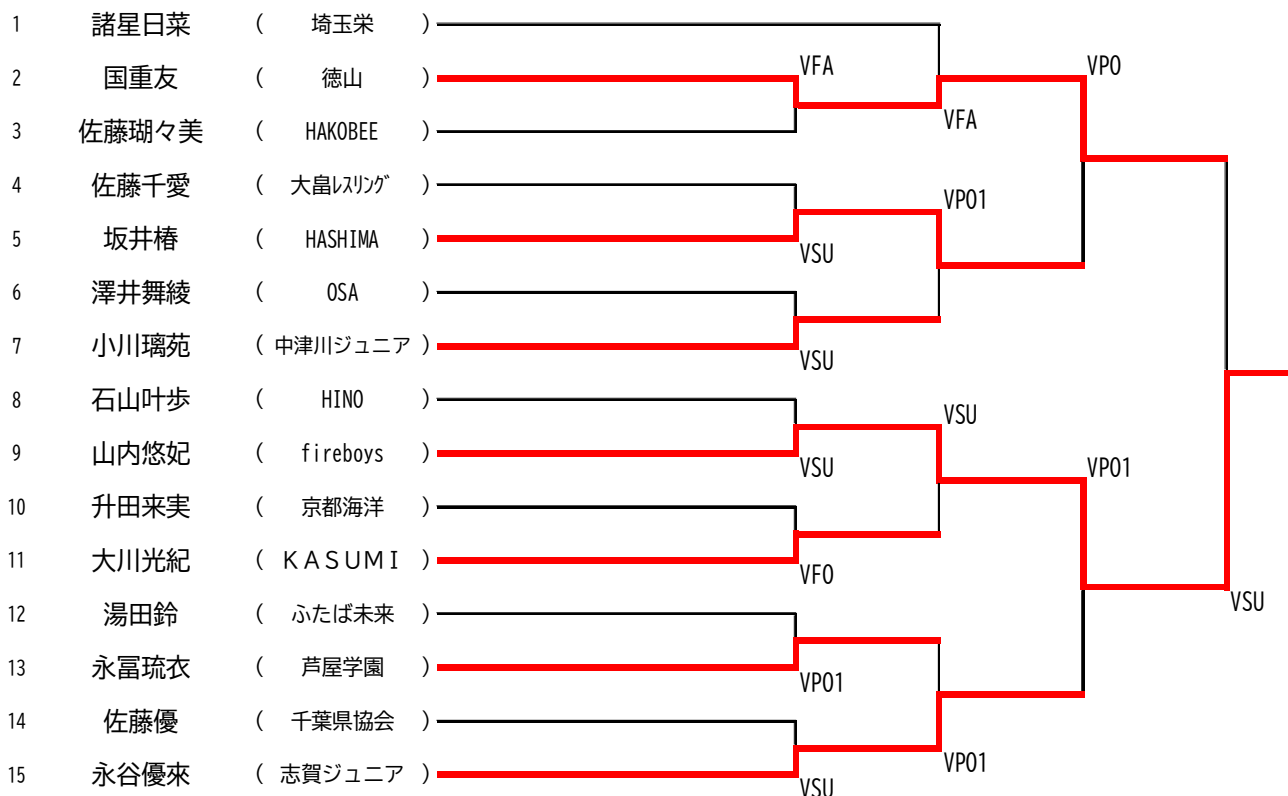 1 諸星日菜 ( 埼玉栄 )
VFA VPO
2 国重友 ( 徳山 )
VFA
3 佐藤瑚々美 ( HAKOBEE )
4 佐藤千愛 ( 大畠ﾚｽﾘﾝｸﾞ )
VPO1
5 坂井椿 ( HASHIMA )
VSU
6 澤井舞綾 ( OSA )
7 小川璃苑 ( 中津川ジュニア )
VSU
8 石山叶歩 ( HINO )
VSU
9 山内悠妃 ( fireboys )
VSU VPO1
10 升田来実 ( 京都海洋 )
11 大川光紀 ( ＫＡＳＵＭＩ )
VFO
VSU
12 湯田鈴 ( ふたば未来 )
13 永冨琉衣 ( 芦屋学園 )
VPO1
14 佐藤優 ( 千葉県協会 )
VPO1
15 永谷優來 ( 志賀ジュニア )
VSU